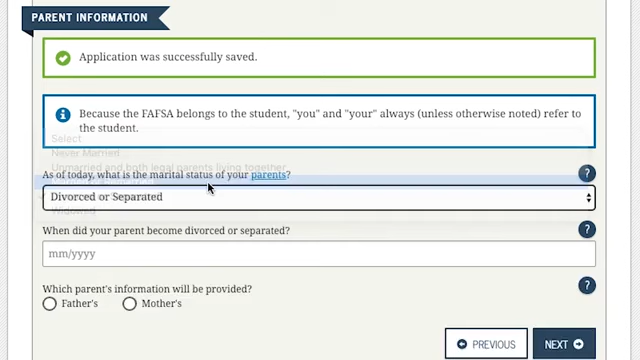 PARENT INFORMATION
Application was successfully saved.
Because the FAFSA belongs to the student, "you" and "your" always (unless otherwise noted) refer to
the student.
Select
Never Married
Unmarried and both legal parents living together
As of today, what is the marital status of your parents?
Divorced or Separated
Widowed
When did your parent become divorced or separated?
mm/yyyy
Which parent's information will be provided?
Father's
Mother's
PREVIOUS
NEXT